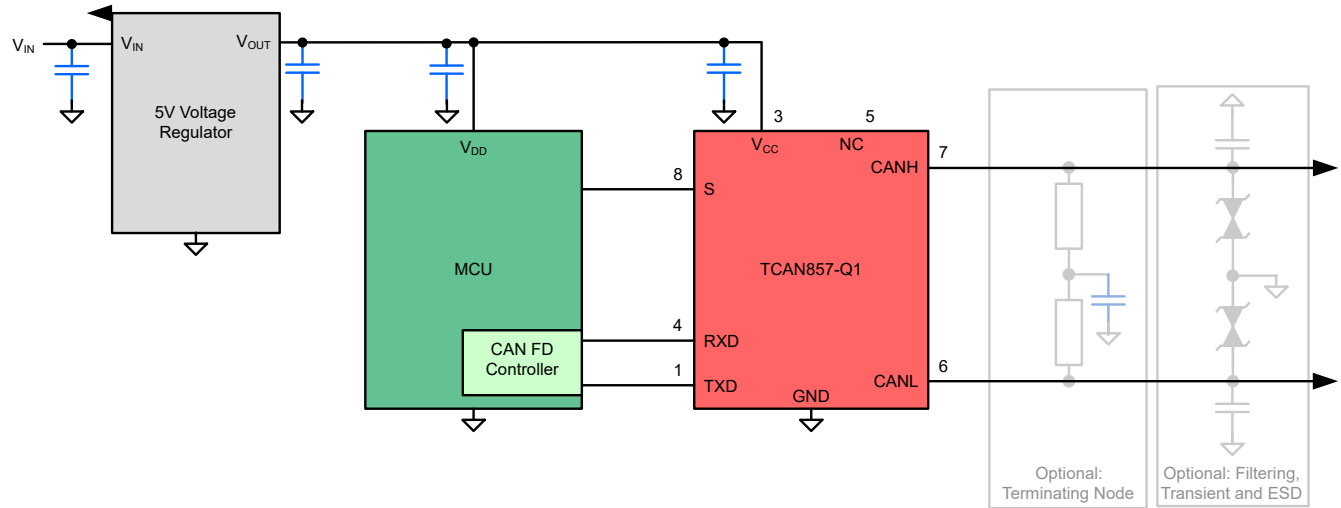 VIN
VIN
VOUT
5V Voltage
Regulator
VDD
MCU
CAN FD
Controller
3
5
VCC
NC
8
S
7
CANH
TCAN857-Q1
4
RXD
1
TXD
6
CANL
GND
Optional:
Terminating Node
Optional: Filtering,
Transient and ESD